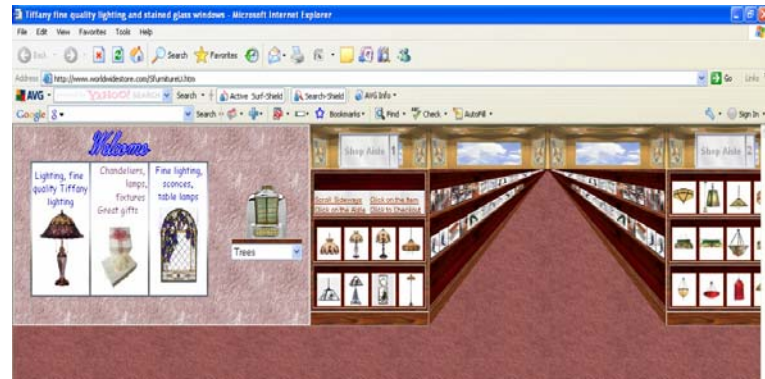 Tiffany fine quality lighting and stained glass windows - Microsoft Internet Explorer
File Edit View Favorites Tools Help
Back Search Favorites
Address http://www.worldwidestore.com/SfurnitureU.htm Go Links
AVG YAHOO! SEARCH Search Active Surf-Shield Search-Shield AVG Info
Google Search Bookmarks Find Check AutoFill Sign In
Welcome
Lighting, fine
quality Tiffany
lighting
Chandeliers,
lamps,
fixtures
Great gifts
Fine lighting,
sconces,
table lamps
Trees
Shop Aisle 1
Scroll Sideways Click on the Item
Click on the Aisle Click to Checkout
Shop Aisle 2